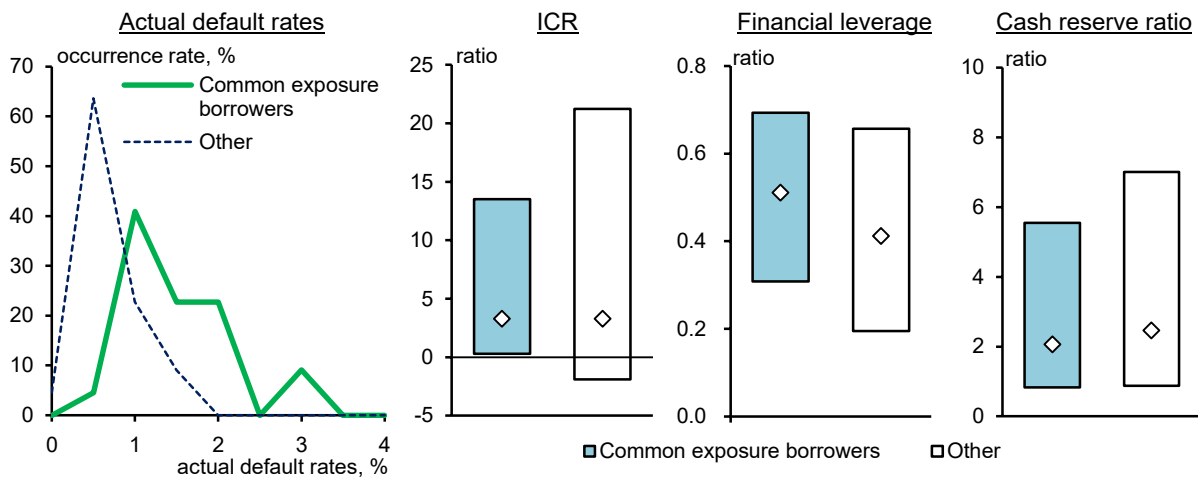 Actual default rates
occurrence rate, %
70
60
50
40
30
20
10
0
Common exposure
borrowers
Other
0
1
2
3
4
actual default rates, %
ICR
ratio
25
20
15
10
5
0
-5
Financial leverage
ratio
0.8
0.6
0.4
0.2
0.0
Cash reserve ratio
ratio
10
8
6
4
2
0
Common exposure borrowers
Other